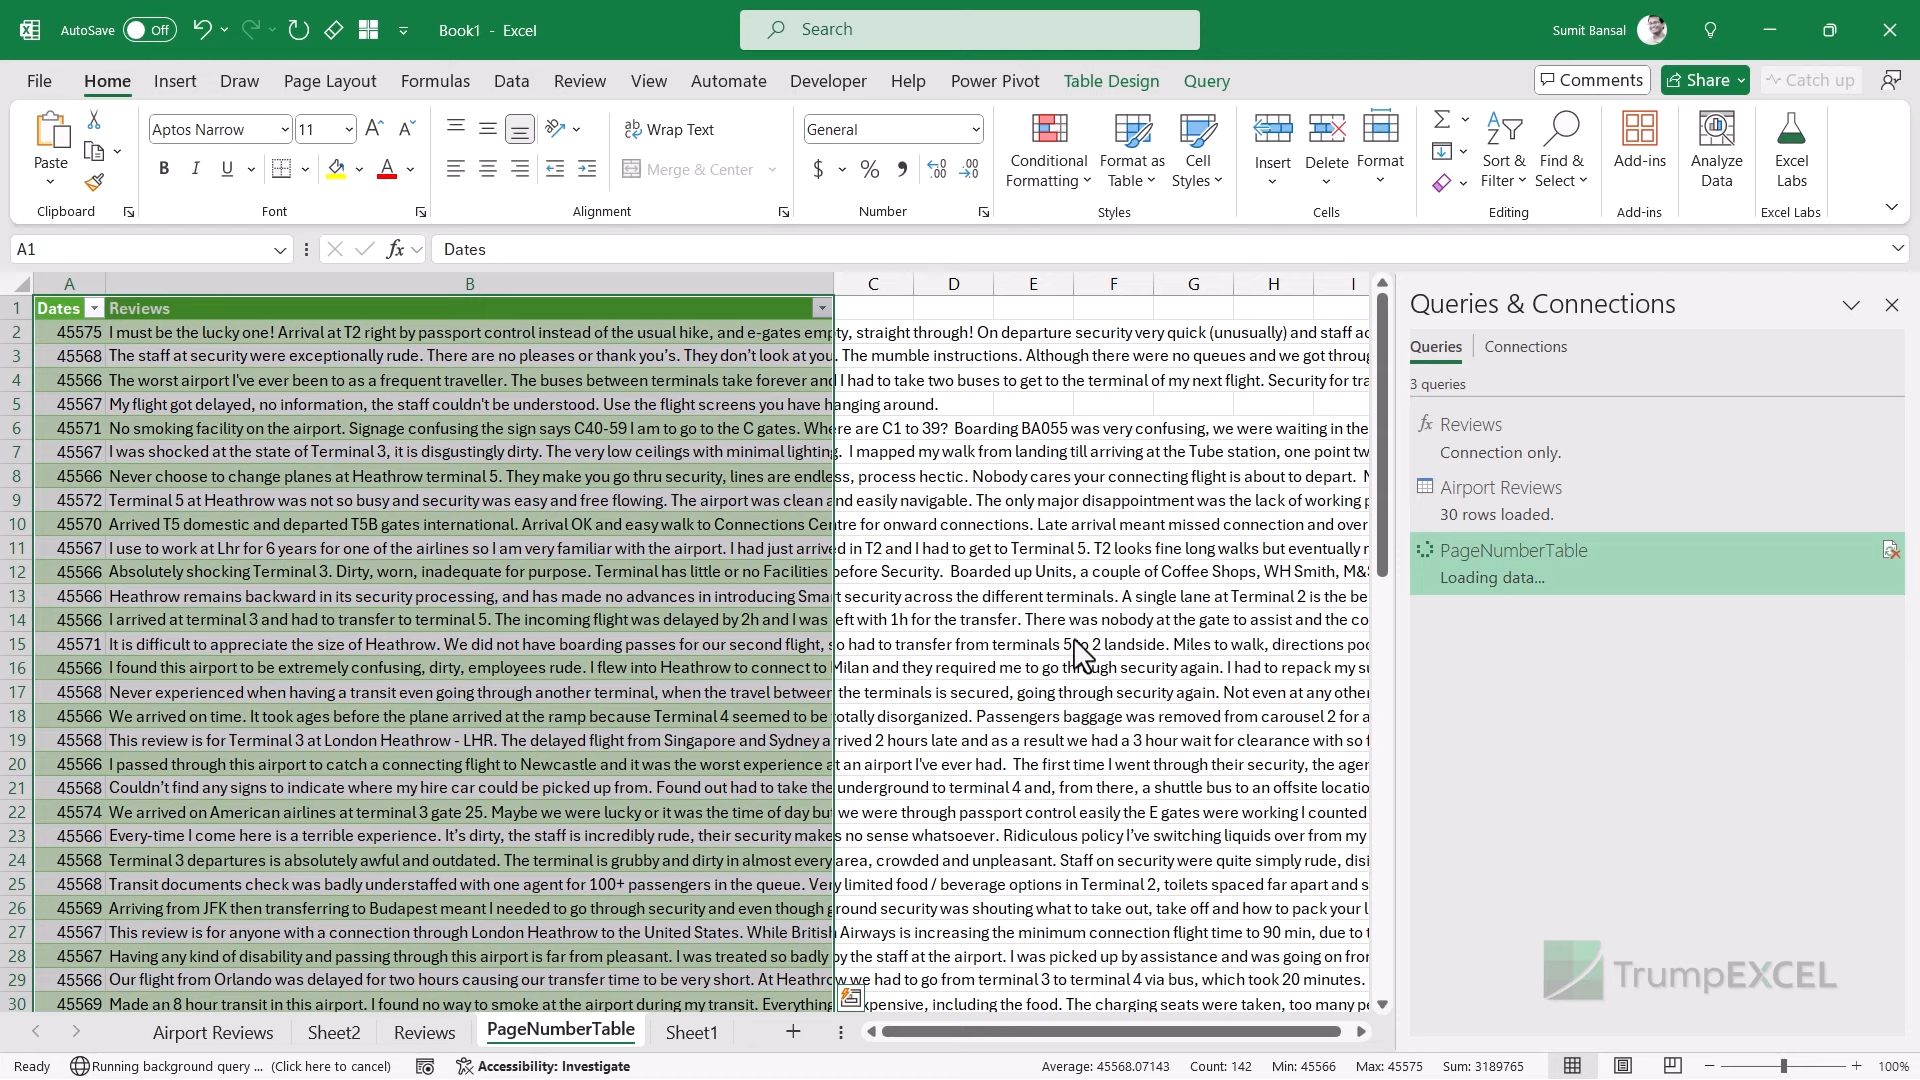 AutoSave Off Book1 - Excel Search Sumit Bansal
File Home Insert Draw Page Layout Formulas Data Review View Automate Developer Help Power Pivot Table Design Query Comments Share Catch up
Paste Aptos Narrow 11 Wrap Text General Conditional Formatting Format as Table Cell Styles Insert Delete Format Sort & Filter Find & Select Add-ins Analyze Data Excel Labs
B I U A Merge & Center $ %
Clipboard Font Alignment Number Styles Cells Editing Add-ins Excel Labs
A1 fx Dates
A B C D E F G H I
1 Dates Reviews
2 45575 I must be the lucky one! Arrival at T2 right by passport control instead of the usual hike, and e-gates empty, straight through! On departure security very quick (unusually) and staff ac
3 45568 The staff at security were exceptionally rude. There are no pleases or thank you’s. They don’t look at you. The mumble instructions. Although there were no queues and we got throug
4 45566 The worst airport I've ever been to as a frequent traveller. The buses between terminals take forever and I had to take two buses to get to the terminal of my next flight. Security for tra
5 45567 My flight got delayed, no information, the staff couldn't be understood. Use the flight screens you have hanging around.
6 45571 No smoking facility on the airport. Signage confusing the sign says C40-59 I am to go to the C gates. Where are C1 to 39? Boarding BA055 was very confusing, we were waiting in the
7 45567 I was shocked at the state of Terminal 3, it is disgustingly dirty. The very low ceilings with minimal lighting. I mapped my walk from landing till arriving at the Tube station, one point tw
8 45566 Never choose to change planes at Heathrow terminal 5. They make you go thru security, lines are endless, process hectic. Nobody cares your connecting flight is about to depart.
9 45572 Terminal 5 at Heathrow was not so busy and security was easy and free flowing. The airport was clean and easily navigable. The only major disappointment was the lack of working
10 45570 Arrived T5 domestic and departed T5B gates international. Arrival OK and easy walk to Connections Centre for onward connections. Late arrival meant missed connection and over
11 45567 I use to work at Lhr for 6 years for one of the airlines so I am very familiar with the airport. I had just arrived in T2 and I had to get to Terminal 5. T2 looks fine long walks but eventually
12 45566 Absolutely shocking Terminal 3. Dirty, worn, inadequate for purpose. Terminal has little or no Facilities before Security. Boarded up Units, a couple of Coffee Shops, WH Smith, M&
13 45566 Heathrow remains backward in its security processing, and has made no advances in introducing Smart security across the different terminals. A single lane at Terminal 2 is the be
14 45566 I arrived at terminal 3 and had to transfer to terminal 5. The incoming flight was delayed by 2h and I was left with 1h for the transfer. There was nobody at the gate to assist and the co
15 45571 It is difficult to appreciate the size of Heathrow. We did not have boarding passes for our second flight, so had to transfer from terminals 5 2 landside. Miles to walk, directions poo
16 45566 I found this airport to be extremely confusing, dirty, employees rude. I flew into Heathrow to connect to Milan and they required me to go through security again. I had to repack my su
17 45568 Never experienced when having a transit even going through another terminal, when the travel between the terminals is secured, going through security again. Not even at any other
18 45566 We arrived on time. It took ages before the plane arrived at the ramp because Terminal 4 seemed to be totally disorganized. Passengers baggage was removed from carousel 2 for a
19 45568 This review is for Terminal 3 at London Heathrow - LHR. The delayed flight from Singapore and Sydney arrived 2 hours late and as a result we had a 3 hour wait for clearance with so
20 45566 I passed through this airport to catch a connecting flight to Newcastle and it was the worst experience at an airport I've ever had. The first time I went through their security, the agen
21 45568 Couldn’t find any signs to indicate where my hire car could be picked up from. Found out had to take the underground to terminal 4 and, from there, a shuttle bus to an offsite locatio
22 45574 We arrived on American airlines at terminal 3 gate 25. Maybe we were lucky or it was the time of day but we were through passport control easily the E gates were working I counted
23 45566 Every-time I come here is a terrible experience. It’s dirty, the staff is incredibly rude, their security makes no sense whatsoever. Ridiculous policy I’ve switching liquids over from my
24 45568 Terminal 3 departures is absolutely awful and outdated. The terminal is grubby and dirty in almost every area, crowded and unpleasant. Staff on security were quite simply rude, disi
25 45568 Transit documents check was badly understaffed with one agent for 100+ passengers in the queue. Very limited food / beverage options in Terminal 2, toilets spaced far apart and s
26 45569 Arriving from JFK then transferring to Budapest meant I needed to go through security and even though ground security was shouting what to take out, take off and how to pack your
27 45567 This review is for anyone with a connection through London Heathrow to the United States. While British Airways is increasing the minimum connection flight time to 90 min, due to
28 45567 Having any kind of disability and passing through this airport is far from pleasant. I was treated so badly by the staff at the airport. I was picked up by assistance and was going on fron
29 45566 Our flight from Orlando was delayed for two hours causing our transfer time to be very short. At Heathrow we had to go from terminal 3 to terminal 4 via bus, which took 20 minutes.
30 45569 Made an 8 hour transit in this airport. I found no way to smoke at the airport during my transit. Everything expensive, including the food. The charging seats were taken, too many pe
Queries & Connections
Queries Connections
3 queries
fx Reviews
Connection only.
Airport Reviews
30 rows loaded.
PageNumberTable
Loading data...
TrumpEXCEL
Airport Reviews Sheet2 Reviews PageNumberTable Sheet1
Ready Running background query ... (Click here to cancel) Accessibility: Investigate Average: 45568.07143 Count: 142 Min: 45566 Max: 45575 Sum: 3189765 100%